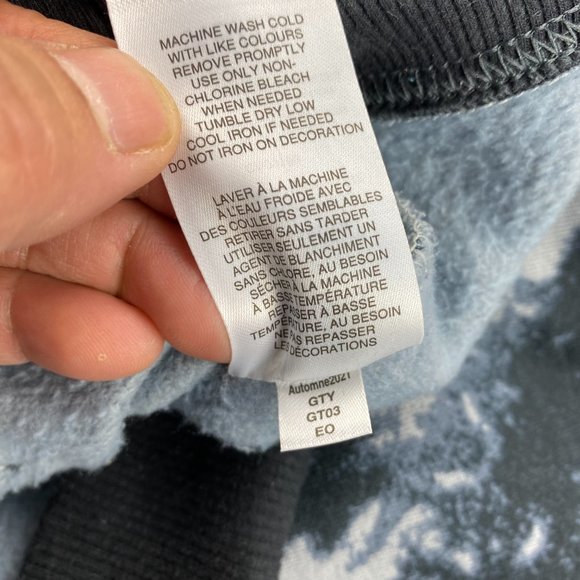 MACHINE WASH COLD
WITH LIKE COLOURS
REMOVE PROMPTLY
USE ONLY NON-
CHLORINE BLEACH
WHEN NEEDED
TUMBLE DRY LOW
COOL IRON IF NEEDED
DO NOT IRON ON DECORATION
LAVER À LA MACHINE
À L'EAU FROIDE AVEC
DES COULEURS SEMBLABLES
RETIRER SANS TARDER
UTILISER SEULEMENT UN
AGENT DE BLANCHIMENT
SANS CHLORE, AU BESOIN
SÉCHER À LA MACHINE
À BASSE TEMPÉRATURE
REPASSER À BASSE
TEMPÉRATURE, AU BESOIN
NE PAS REPASSER
LES DÉCORATIONS
Automne2021
GTY
GT03
EO